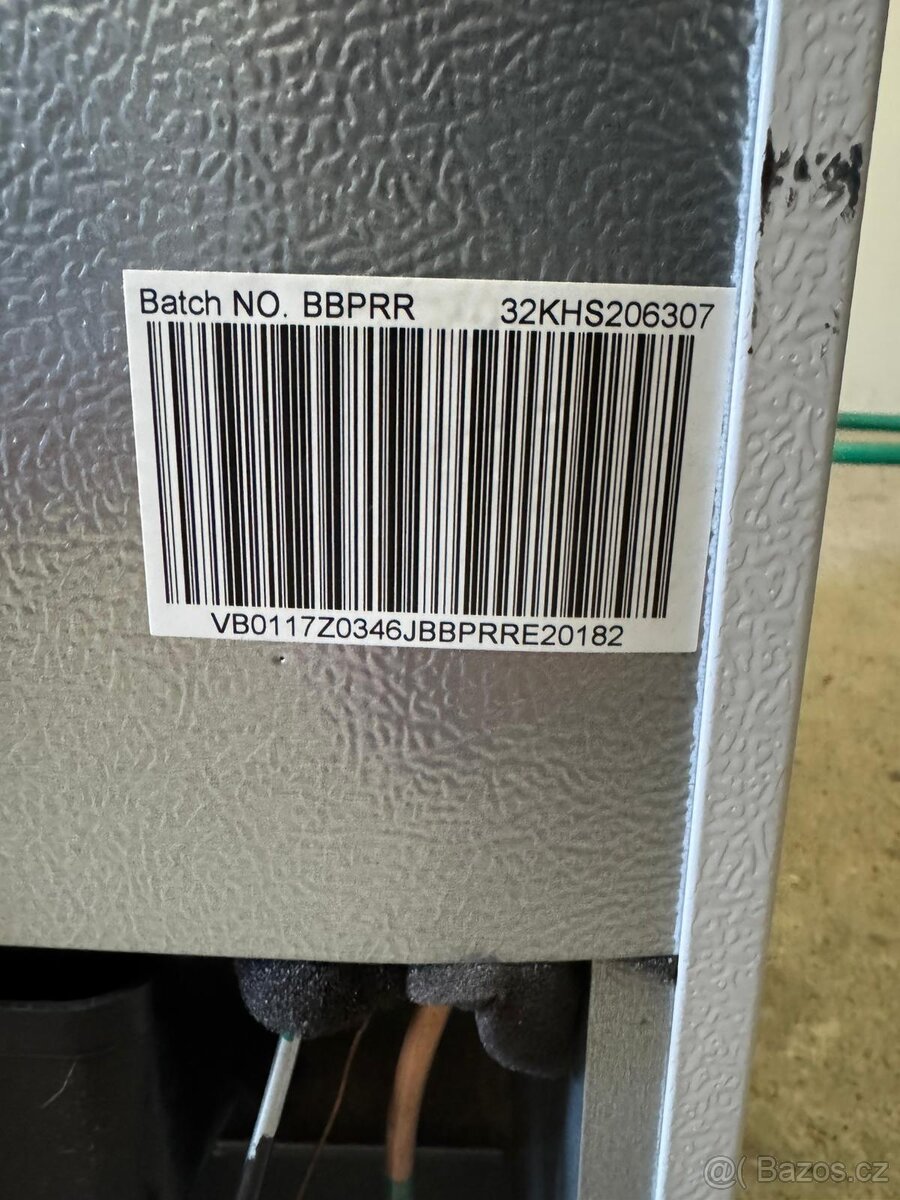 Batch NO. BBPRR 32KHS206307
VB0117Z0346JBBPRRE20182
@( Bazos.cz